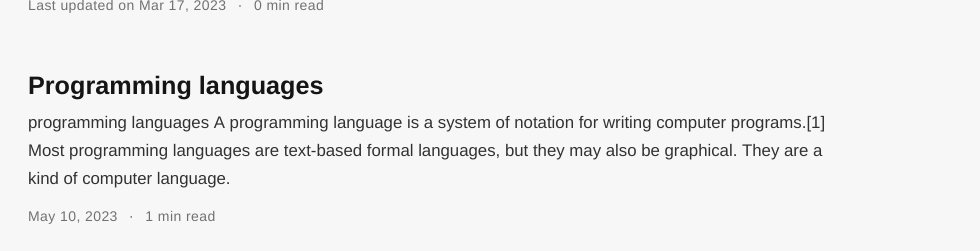 Last updated on Mar 17, 2023 · 0 min read
Programming languages
programming languages A programming language is a system of notation for writing computer programs.[1]
Most programming languages are text-based formal languages, but they may also be graphical. They are a
kind of computer language.
May 10, 2023 · 1 min read